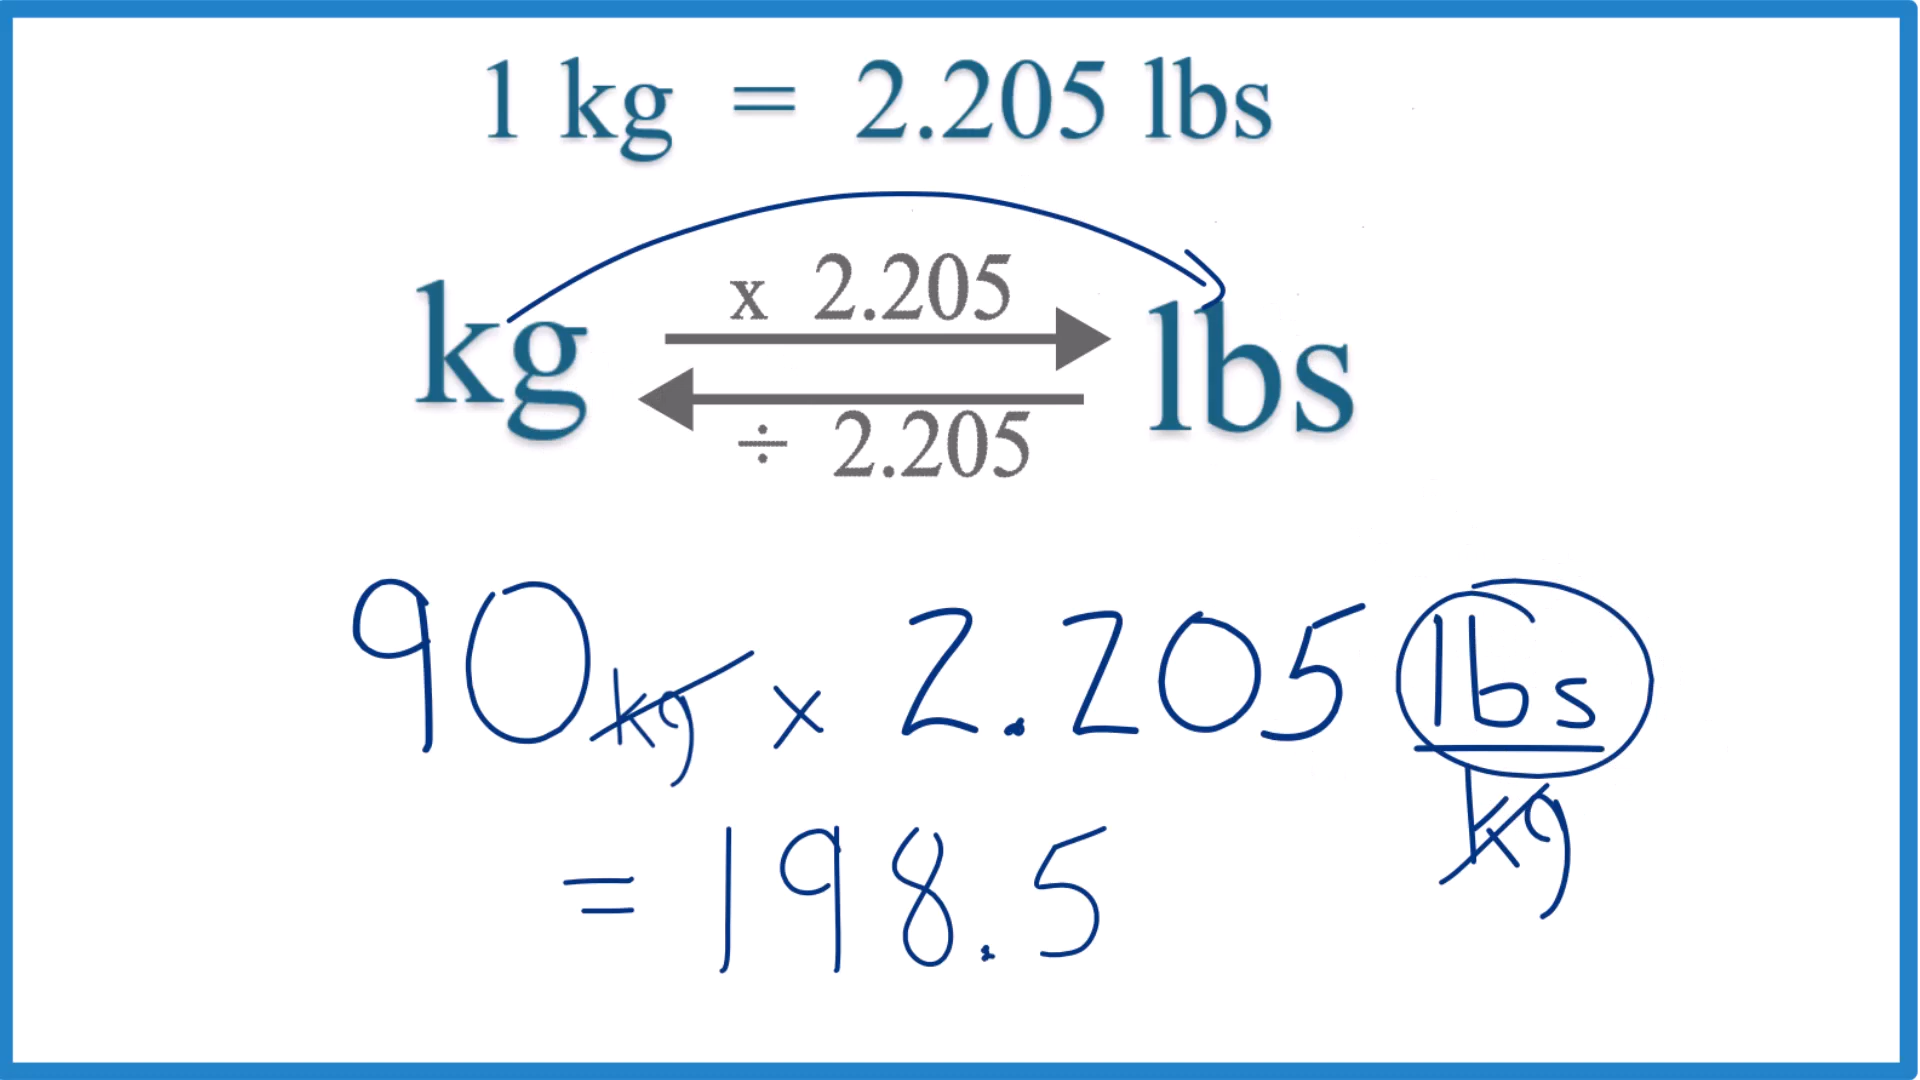 1 kg = 2.205 lbs
x 2.205
kg lbs
÷ 2.205
90 kg x 2.205 lbs
kg
= 198.5